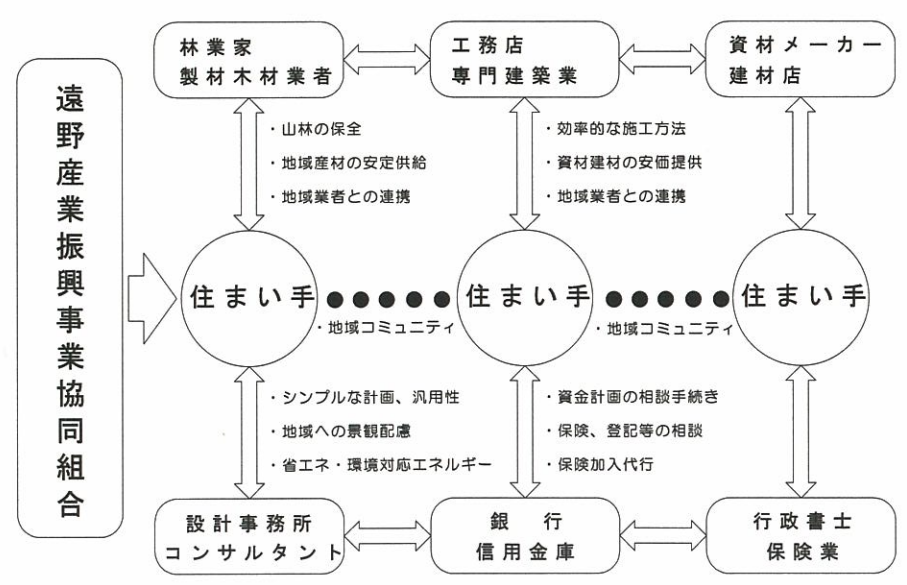 遠野産業振興事業協同組合
林業家
製材木材業者
工務店
専門建築業
資材メーカー
建材店
・山林の保全
・地域産材の安定供給
・地域業者との連携
・効率的な施工方法
・資材建材の安価提供
・地域業者との連携
住まい手
住まい手
住まい手
・地域コミュニティ
・地域コミュニティ
・シンプルな計画、汎用性
・地域への景観配慮
・省エネ・環境対応エネルギー
・資金計画の相談手続き
・保険、登記等の相談
・保険加入代行
設計事務所
コンサルタント
銀　行
信用金庫
行政書士
保険業